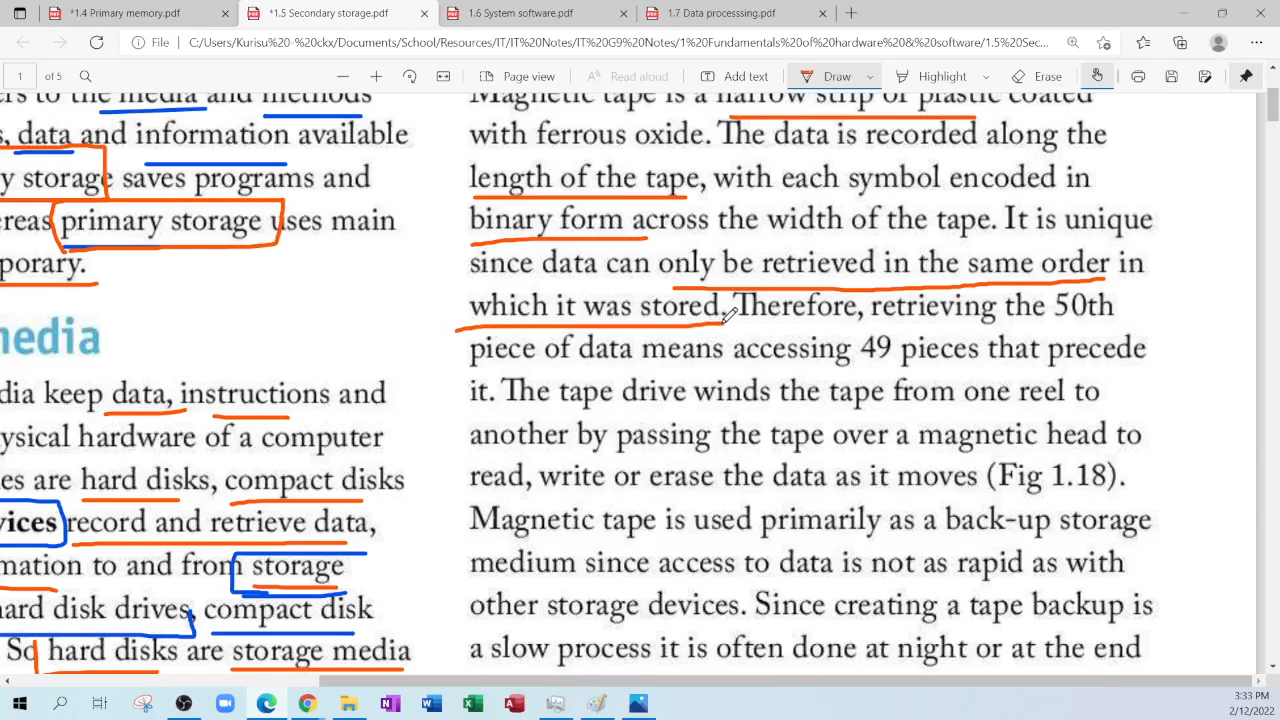 *1.4 Primary memory.pdf
*1.5 Secondary storage.pdf
1.6 System software.pdf
1.7 Data processsing.pdf
File
C:/Users/Kurisu%20-%20ckx/Documents/School/Resources/IT/IT%20Notes/IT%20G9%20Notes/1%20Fundamentals%20of%20hardware%20&%20software/1.5%20Sec...
1
of 5
Page view
Read aloud
Add text
Draw
Highlight
Erase
ers to the media and methods
s, data and information available
y storage saves programs and
ereas primary storage uses main
porary.
media
dia keep data, instructions and
hysical hardware of a computer
es are hard disks, compact disks
vices record and retrieve data,
mation to and from storage
hard disk drives, compact disk
So hard disks are storage media
Magnetic tape is a narrow strip of plastic coated
with ferrous oxide. The data is recorded along the
length of the tape, with each symbol encoded in
binary form across the width of the tape. It is unique
since data can only be retrieved in the same order in
which it was stored. Therefore, retrieving the 50th
piece of data means accessing 49 pieces that precede
it. The tape drive winds the tape from one reel to
another by passing the tape over a magnetic head to
read, write or erase the data as it moves (Fig 1.18).
Magnetic tape is used primarily as a back-up storage
medium since access to data is not as rapid as with
other storage devices. Since creating a tape backup is
a slow process it is often done at night or at the end
3:33 PM
2/12/2022